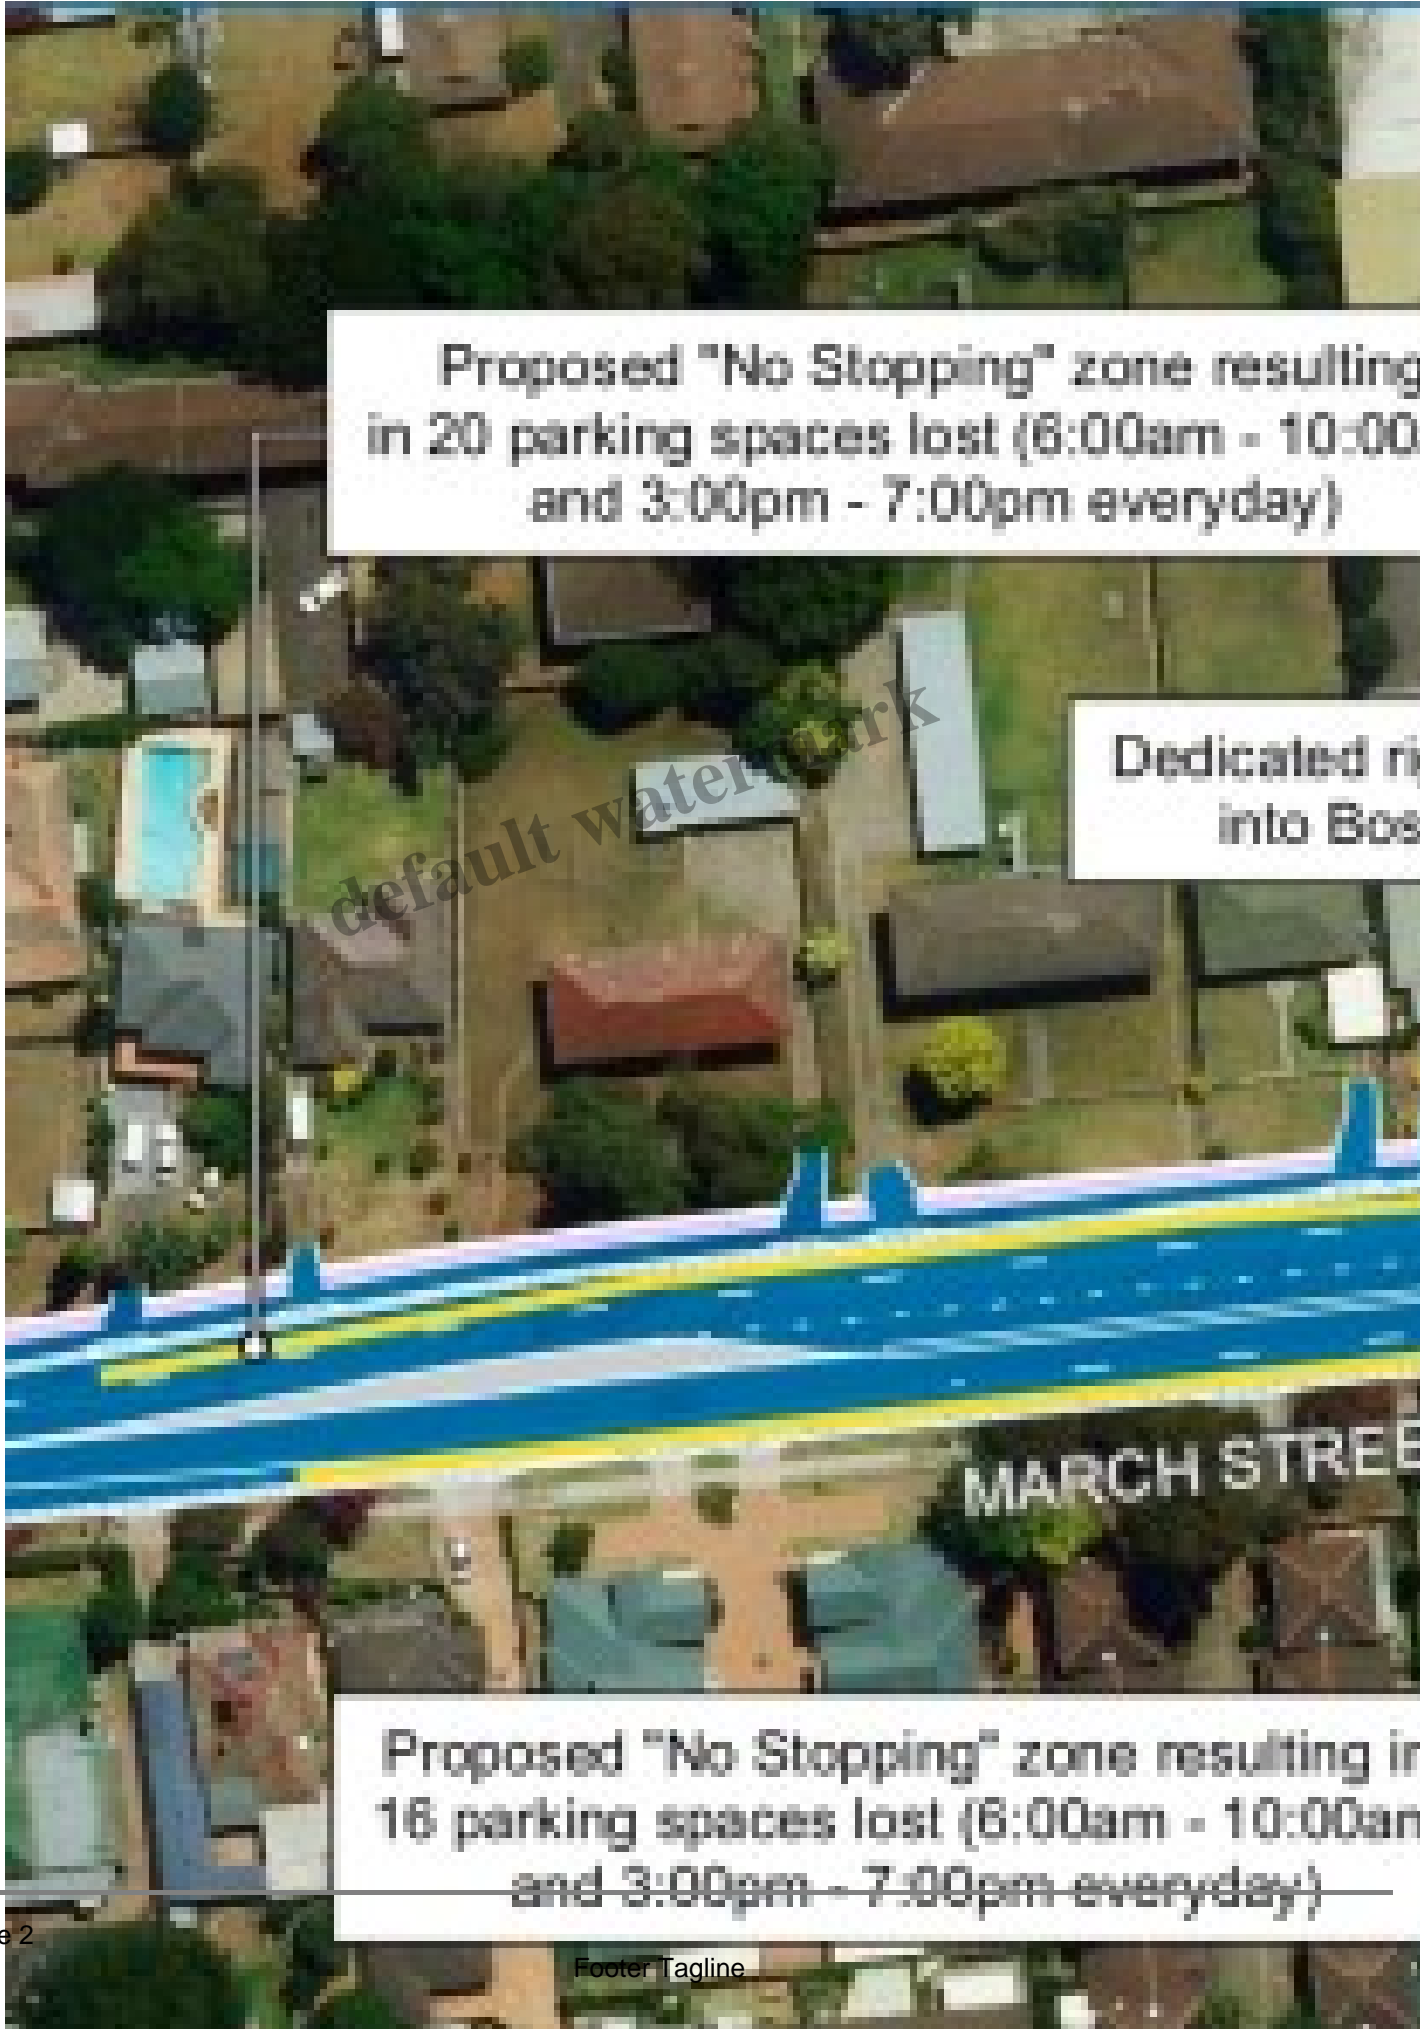 Proposed "No Stopping" zone resulting
in 20 parking spaces lost (6:00am - 10:00
and 3:00pm - 7:00pm everyday)
default watermark
Dedicated ri
into Bos
MARCH STREE
Proposed "No Stopping" zone resulting in
16 parking spaces lost (6:00am - 10:00am
and 3:00pm - 7:00pm everyday)
e 2
Footer Tagline